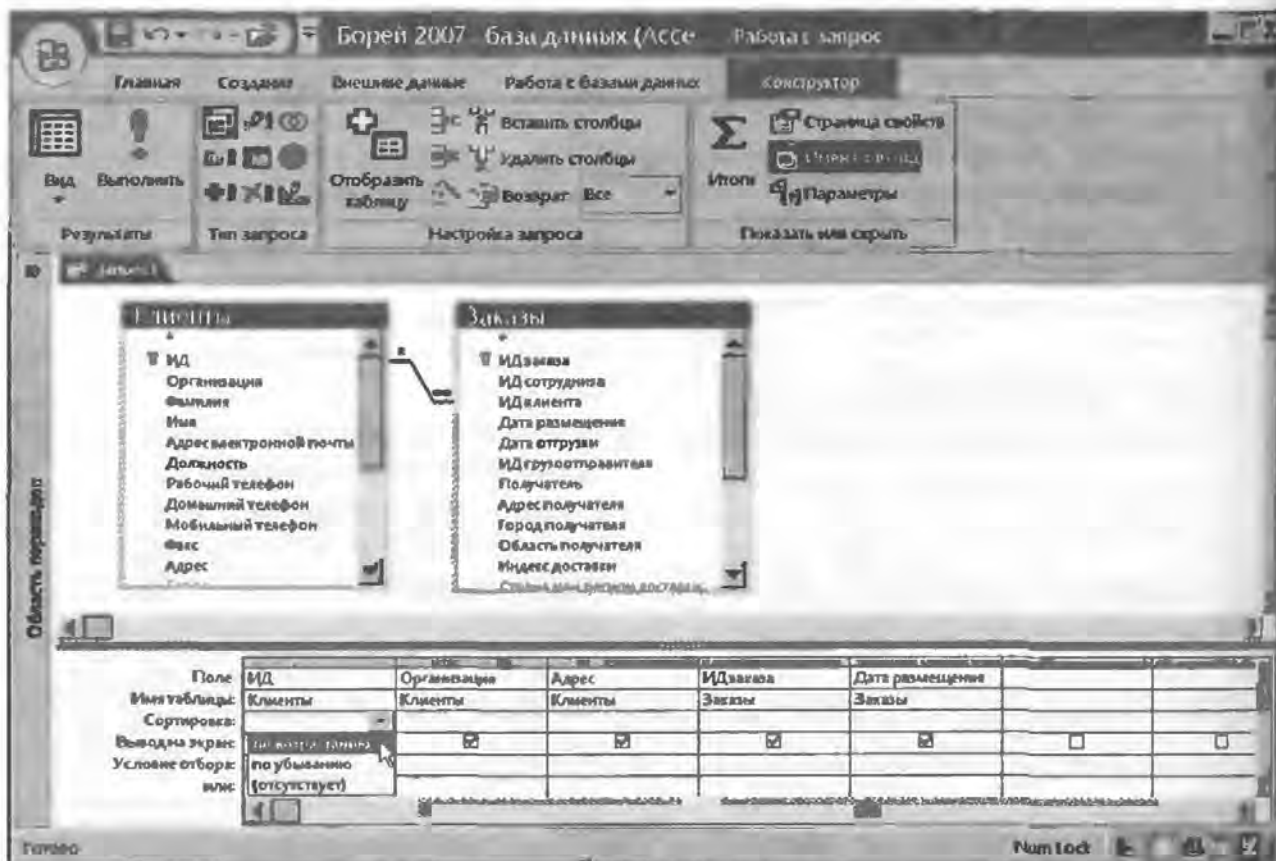 Борей 2007 база данных (Acce Работа с запрос
Главная Создание Внешние данные Работа с базами данных Конструктор
Вид
Выполнить
Результаты
Тип запроса
Отобразить таблицу
Вставить столбцы
Удалить столбцы
Возврат: Все
Настройка запроса
Итоги
Страница свойств
Параметры
Показать или скрыть
Область переходов
Клиенты
ИД
Организация
Фамилия
Имя
Адрес электронной почты
Должность
Рабочий телефон
Домашний телефон
Мобильный телефон
Факс
Адрес
Заказы
ИД заказа
ИД сотрудника
ИД клиента
Дата размещения
Дата отгрузки
ИД грузоотправителя
Получатель
Адрес получателя
Город получателя
Область получателя
Индекс доставки
Поле: ИД Организация Адрес ИД заказа Дата размещения
Имя таблицы: Клиенты Клиенты Клиенты Заказы Заказы
Сортировка:
Вывод на экран: по возрастанию
Условие отбора: по убыванию
или: (отсутствует)
Готово Num Lock